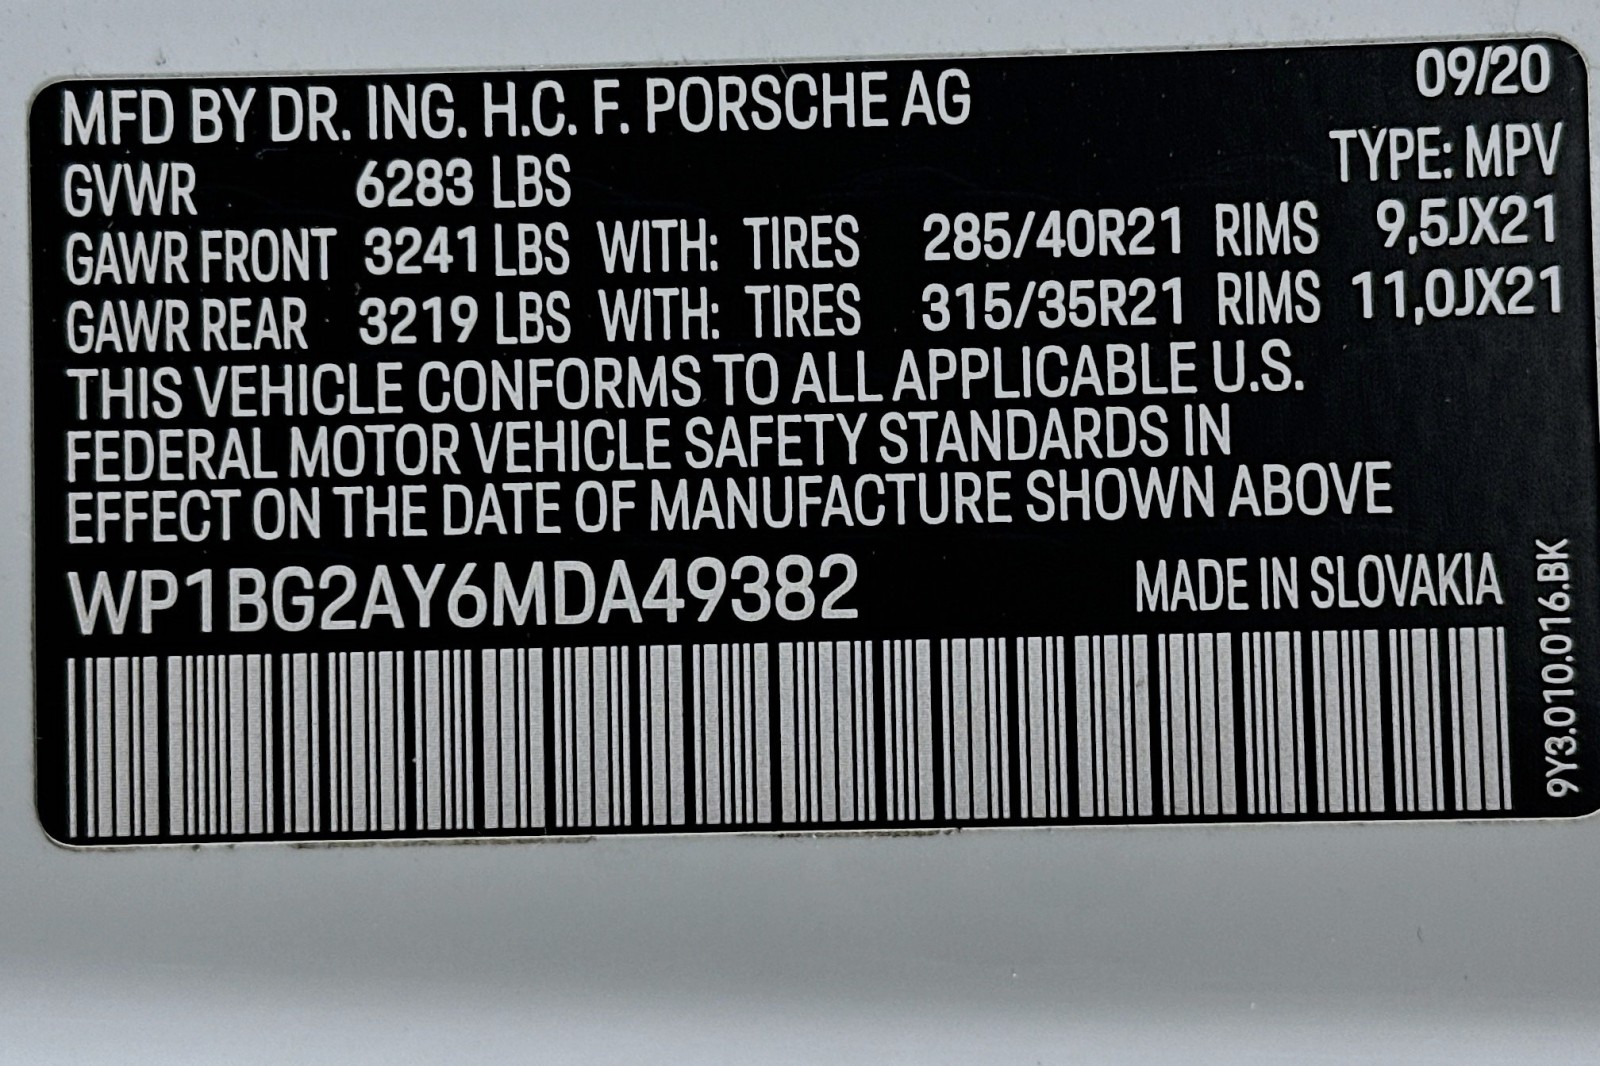 MFD BY DR. ING. H.C. F. PORSCHE AG 09/20
TYPE: MPV
GVWR 6283 LBS
GAWR FRONT 3241 LBS WITH: TIRES 285/40R21 RIMS 9,5JX21
GAWR REAR 3219 LBS WITH: TIRES 315/35R21 RIMS 11,0JX21
THIS VEHICLE CONFORMS TO ALL APPLICABLE U.S.
FEDERAL MOTOR VEHICLE SAFETY STANDARDS IN
EFFECT ON THE DATE OF MANUFACTURE SHOWN ABOVE
WP1BG2AY6MDA49382 MADE IN SLOVAKIA
9Y3.010.016.BK